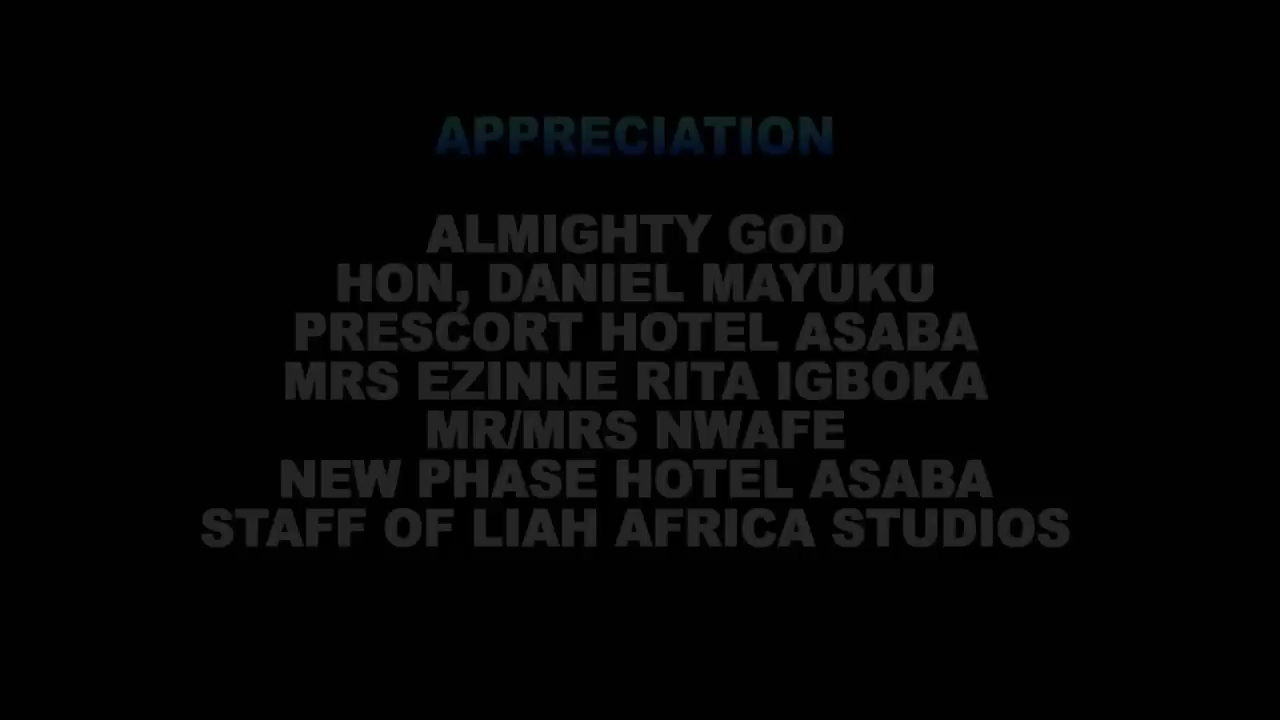 APPRECIATION
ALMIGHTY GOD
HON, DANIEL MAYUKU
PRESCORT HOTEL ASABA
MRS EZINNE RITA IGBOKA
MR/MRS NWAFE
NEW PHASE HOTEL ASABA
STAFF OF LIAH AFRICA STUDIOS